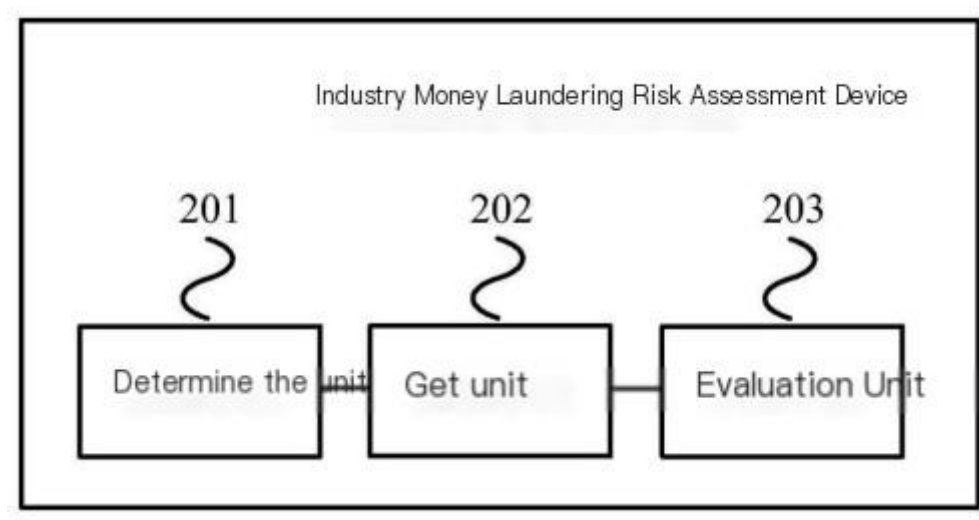 Industry Money Laundering Risk Assessment Device
201 202 203
Determine the unit Get unit Evaluation Unit